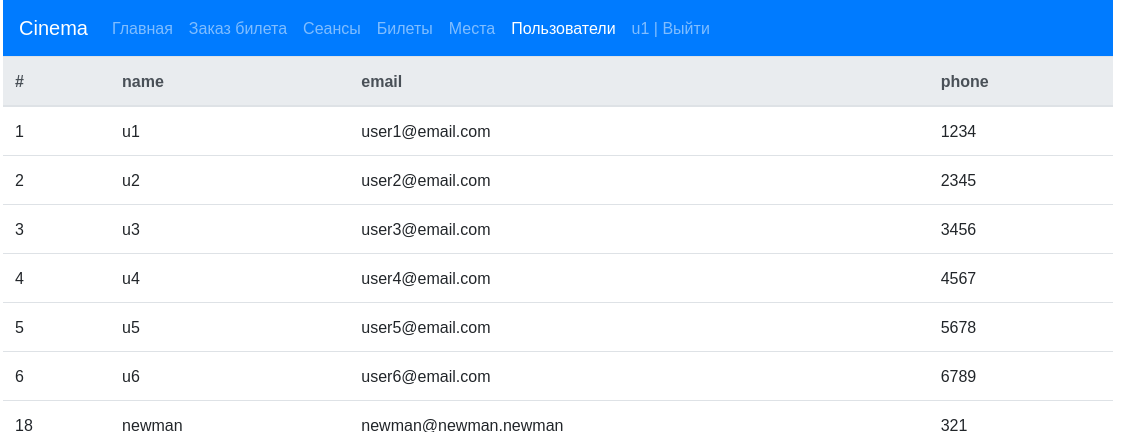 Cinema Главная Заказ билета Сеансы Билеты Места Пользователи u1 | Выйти
# name email phone
1 u1 user1@email.com 1234
2 u2 user2@email.com 2345
3 u3 user3@email.com 3456
4 u4 user4@email.com 4567
5 u5 user5@email.com 5678
6 u6 user6@email.com 6789
18 newman newman@newman.newman 321